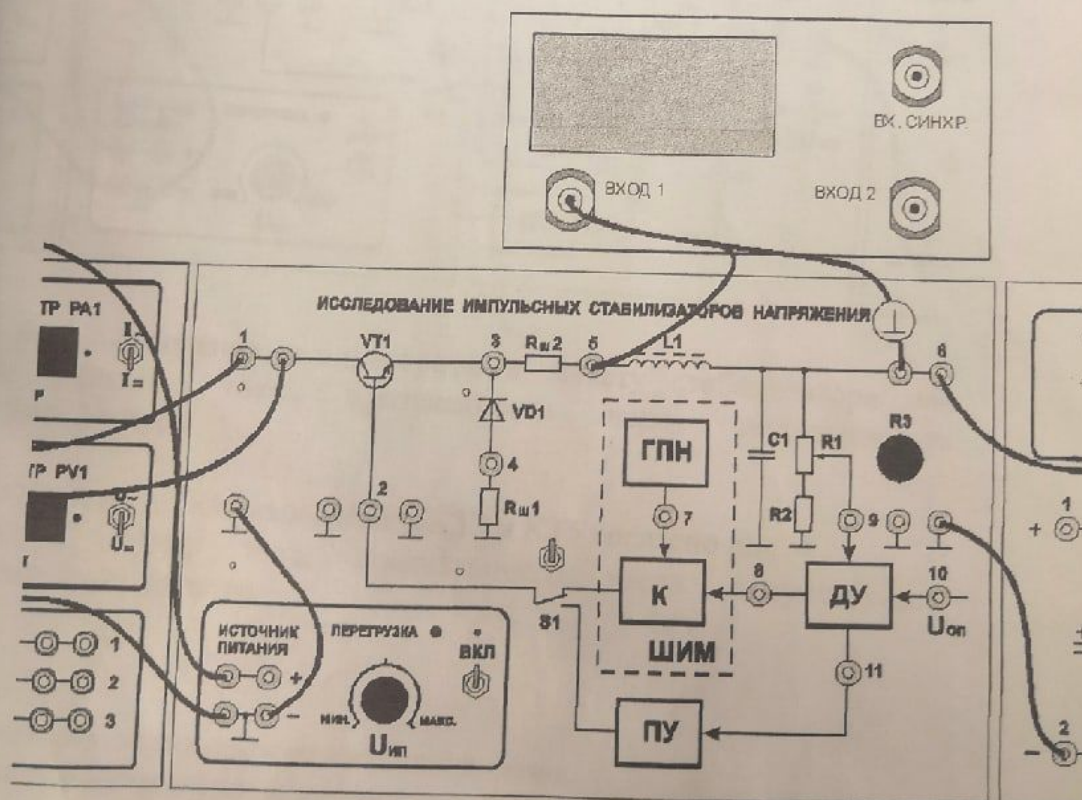 ВХ. СИНХР.
ВХОД 1
ВХОД 2
ИССЛЕДОВАНИЕ ИМПУЛЬСНЫХ СТАБИЛИЗАТОРОВ НАПРЯЖЕНИЯ
ТР PA1
I=
1
VT1
3
Rш2
5
L1
6
VD1
ГПН
C1
R1
R3
PV1
U=
2
4
Rш1
7
R2
9
1
+
К
8
ДУ
10
Uоп
S1
ШИМ
11
ИСТОЧНИК
ПИТАНИЯ
ПЕРЕГРУЗКА
ВКЛ
+
-
МИН.
МАКС.
Uип
ПУ
1
2
3
2
-